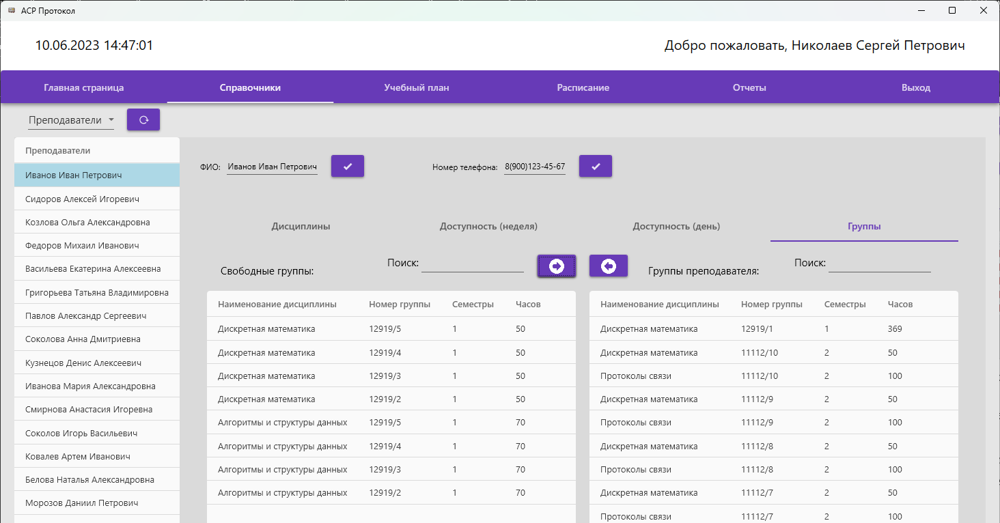 АСР Протокол
10.06.2023 14:47:01 Добро пожаловать, Николаев Сергей Петрович
Главная страница Справочники Учебный план Расписание Отчеты Выход
Преподаватели
Преподаватели
Иванов Иван Петрович
Сидоров Алексей Игоревич
Козлова Ольга Александровна
Федоров Михаил Иванович
Васильева Екатерина Алексеевна
Григорьева Татьяна Владимировна
Павлов Александр Сергеевич
Соколова Анна Дмитриевна
Кузнецов Денис Алексеевич
Иванова Мария Александровна
Смирнова Анастасия Игоревна
Соколов Игорь Васильевич
Ковалев Артем Иванович
Белова Наталья Александровна
Морозов Даниил Петрович
ФИО: Иванов Иван Петрович Номер телефона: 8(900)123-45-67
Дисциплины Доступность (неделя) Доступность (день) Группы
Свободные группы: Поиск:
Наименование дисциплины Номер группы Семестры Часов
Дискретная математика 12919/5 1 50
Дискретная математика 12919/4 1 50
Дискретная математика 12919/3 1 50
Дискретная математика 12919/2 1 50
Алгоритмы и структуры данных 12919/5 1 70
Алгоритмы и структуры данных 12919/4 1 70
Алгоритмы и структуры данных 12919/3 1 70
Алгоритмы и структуры данных 12919/2 1 70
Группы преподавателя: Поиск:
Наименование дисциплины Номер группы Семестры Часов
Дискретная математика 12919/1 1 369
Дискретная математика 11112/10 2 50
Протоколы связи 11112/10 2 100
Дискретная математика 11112/9 2 50
Протоколы связи 11112/9 2 100
Дискретная математика 11112/8 2 50
Протоколы связи 11112/8 2 100
Дискретная математика 11112/7 2 50
Протоколы связи 11112/7 2 100